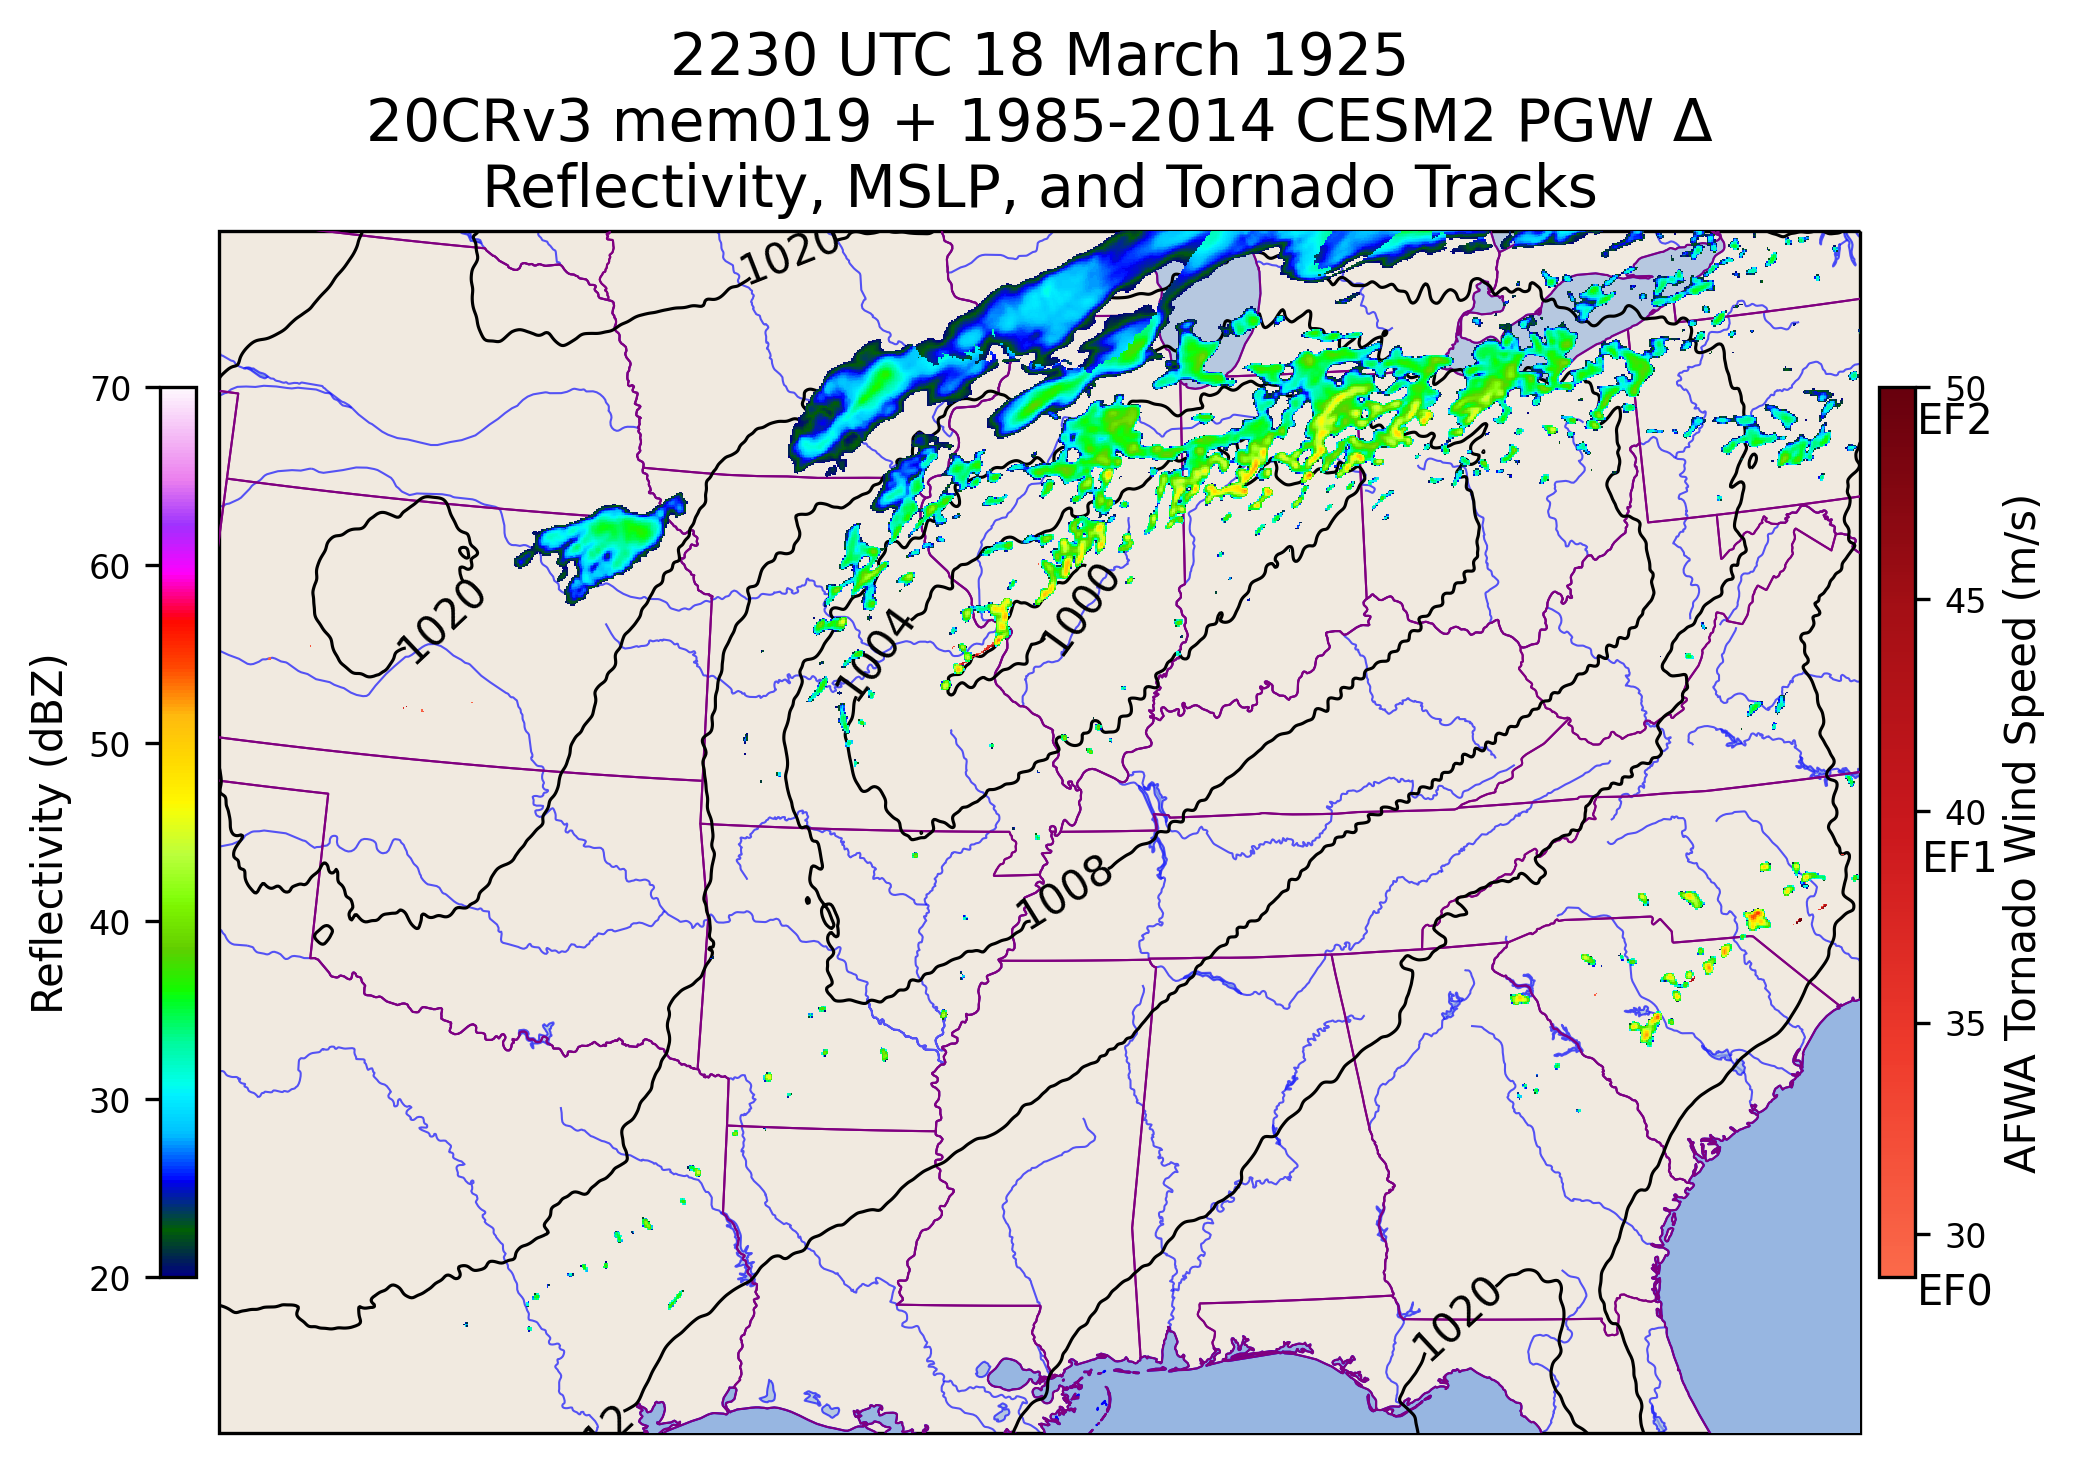 2230 UTC 18 March 1925
20CRv3 mem019 + 1985-2014 CESM2 PGW Δ
Reflectivity, MSLP, and Tornado Tracks
1020
70
60
50
40
30
20
Reflectivity (dBZ)
1020
1004
1000
1008
1020
50
EF2
45
40
EF1
35
30
EF0
AFWA Tornado Wind Speed (m/s)